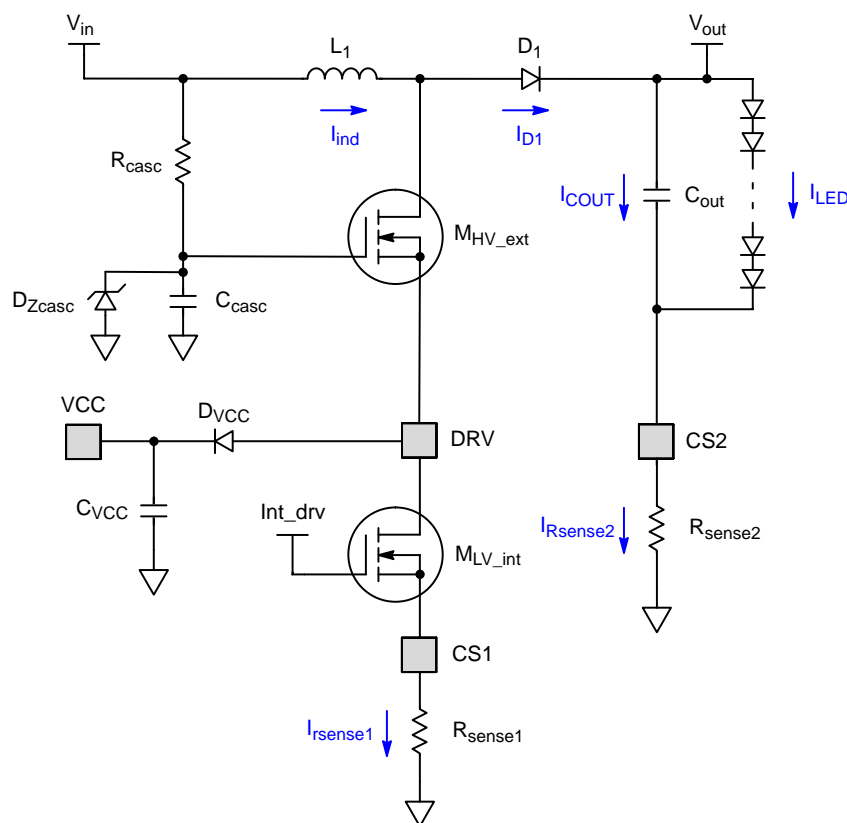 Vin
Vout
L1
D1
Iind
ID1
Rcasc
ICOUT
Cout
ILED
MHV_ext
DZcasc
Ccasc
VCC
DVCC
DRV
CS2
CVCC
Int_drv
MLV_int
IRsense2
Rsense2
CS1
Irsense1
Rsense1